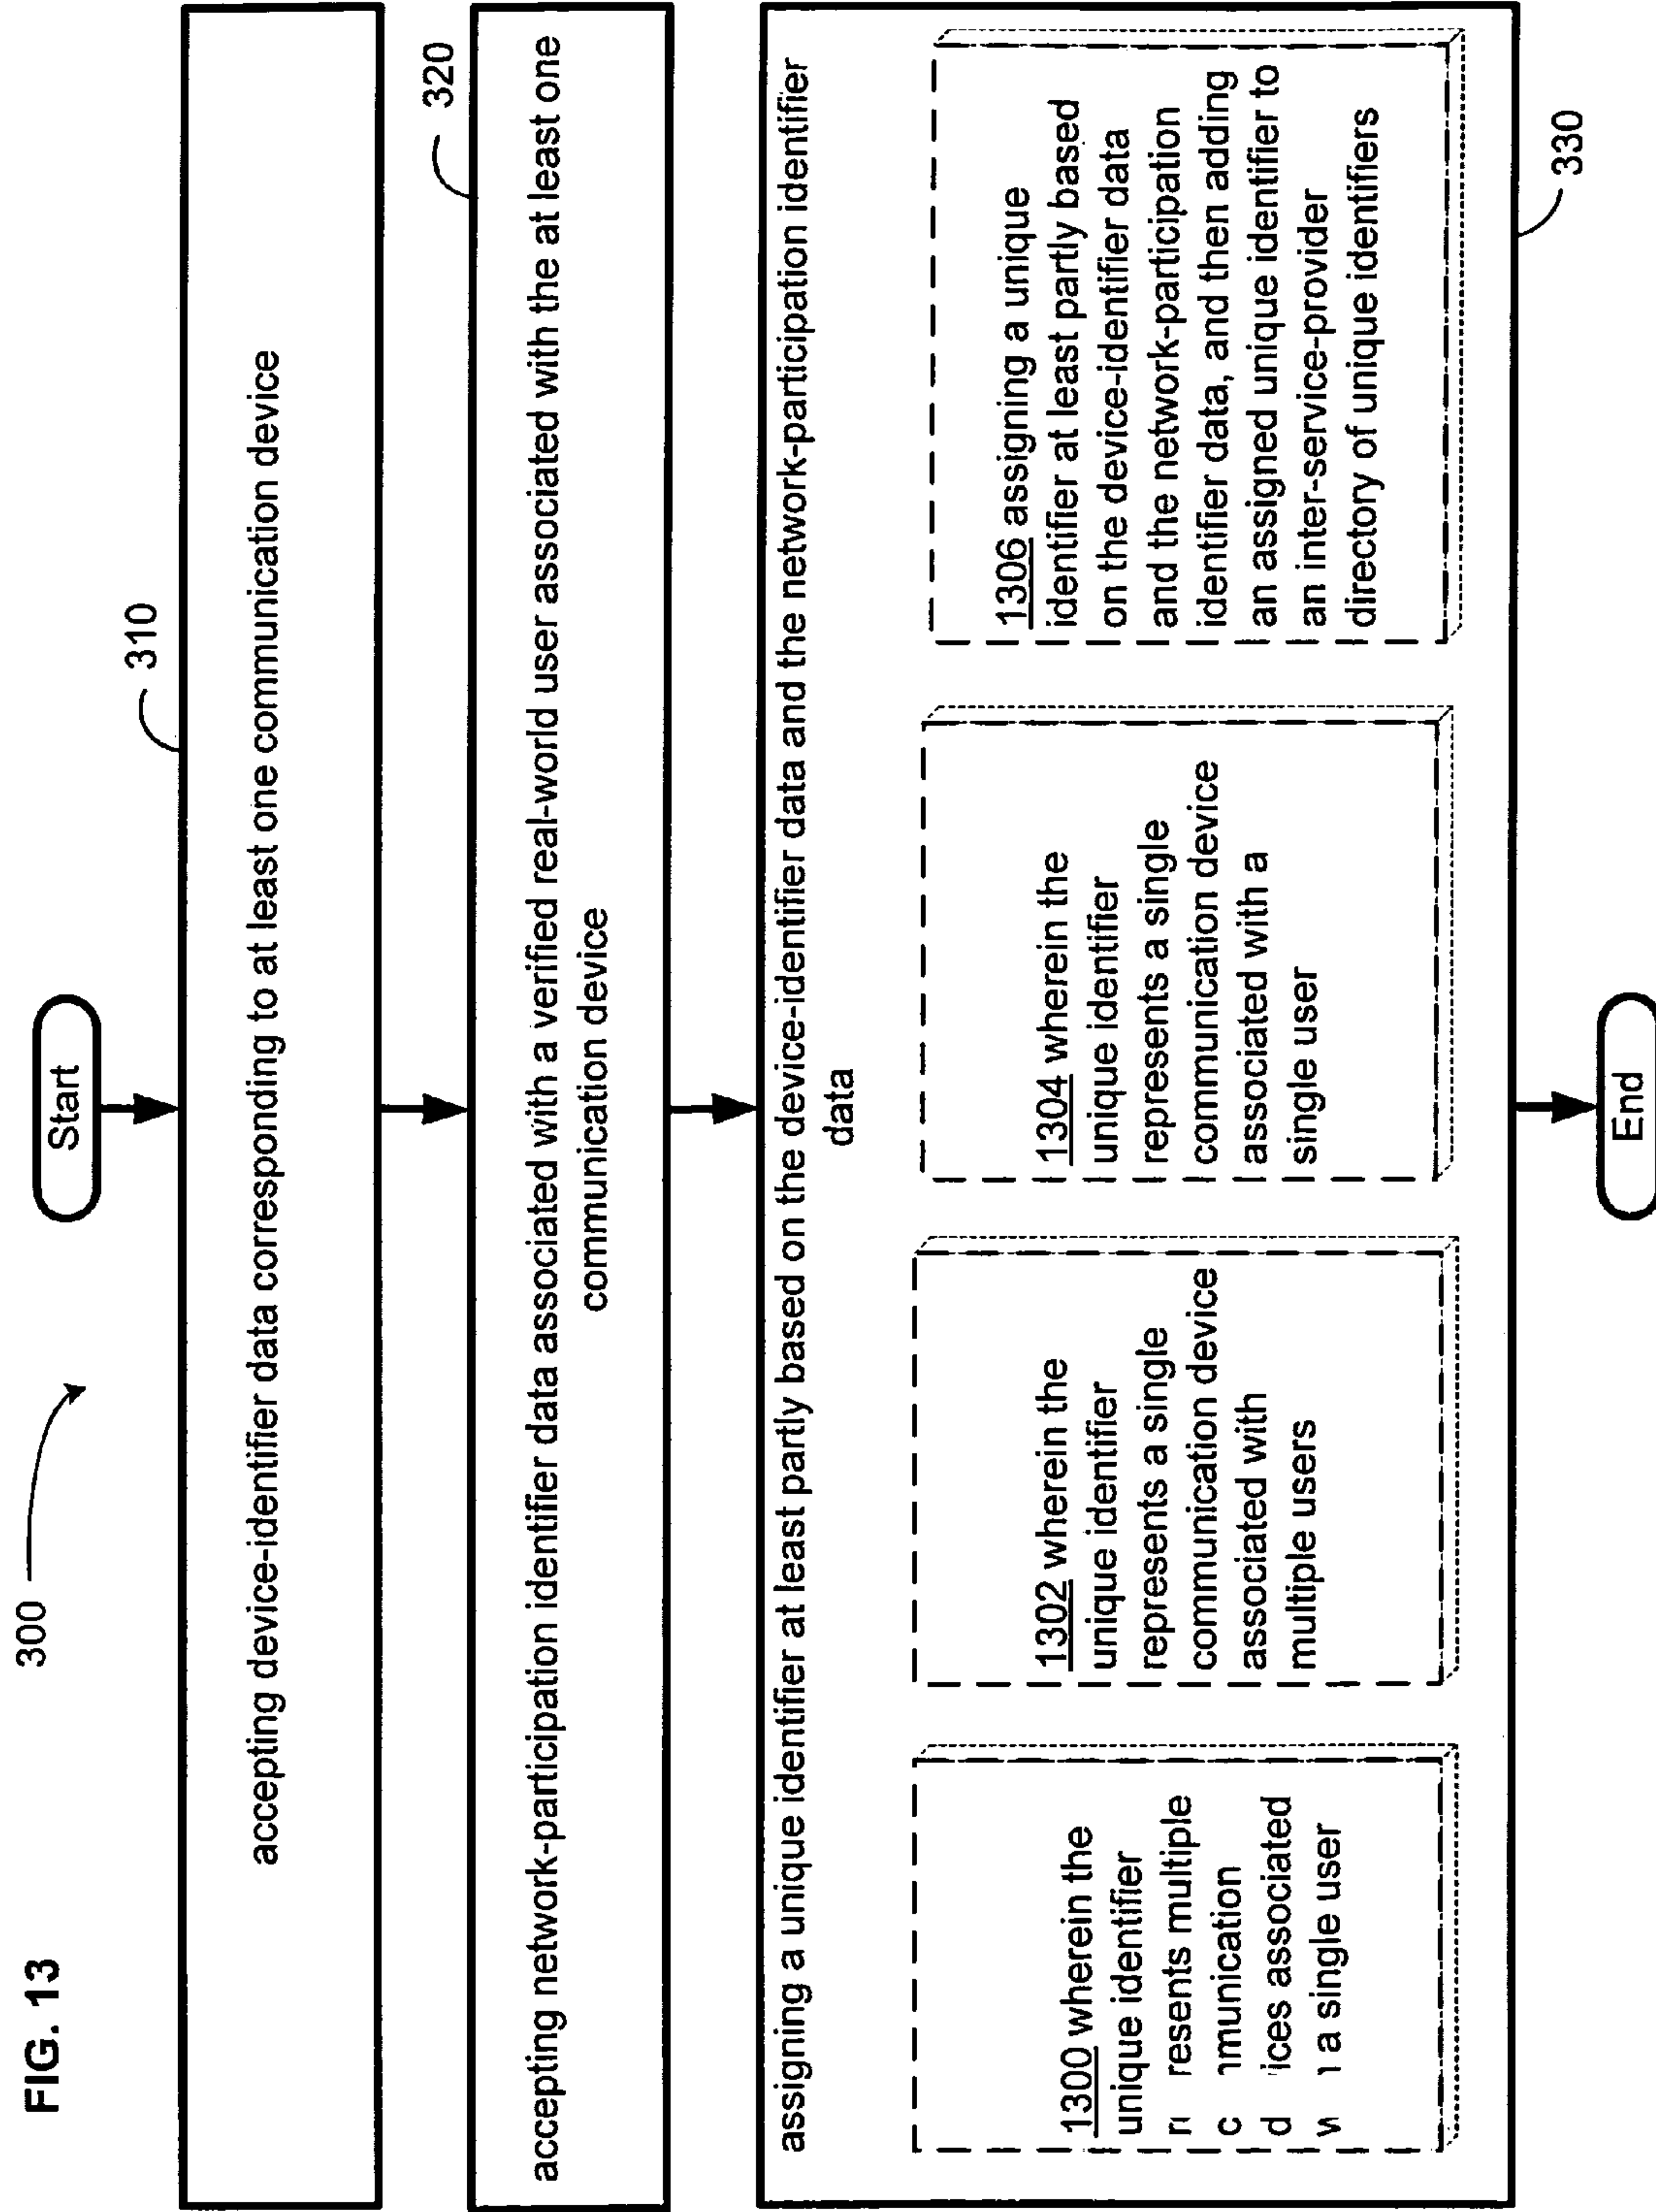 FIG. 13
300
Start
310
accepting device-identifier data corresponding to at least one communication device
320
accepting network-participation identifier data associated with a verified real-world user associated with the at least one
communication device
assigning a unique identifier at least partly based on the device-identifier data and the network-participation identifier
data
1300 wherein the
unique identifier
resents multiple
munication
ices associated
a single user
1302 wherein the
unique identifier
represents a single
communication device
associated with
multiple users
1304 wherein the
unique identifier
represents a single
communication device
associated with a
single user
1306 assigning a unique
identifier at least partly based
on the device-identifier data
and the network-participation
identifier data, and then adding
an assigned unique identifier to
an inter-service-provider
directory of unique identifiers
330
End